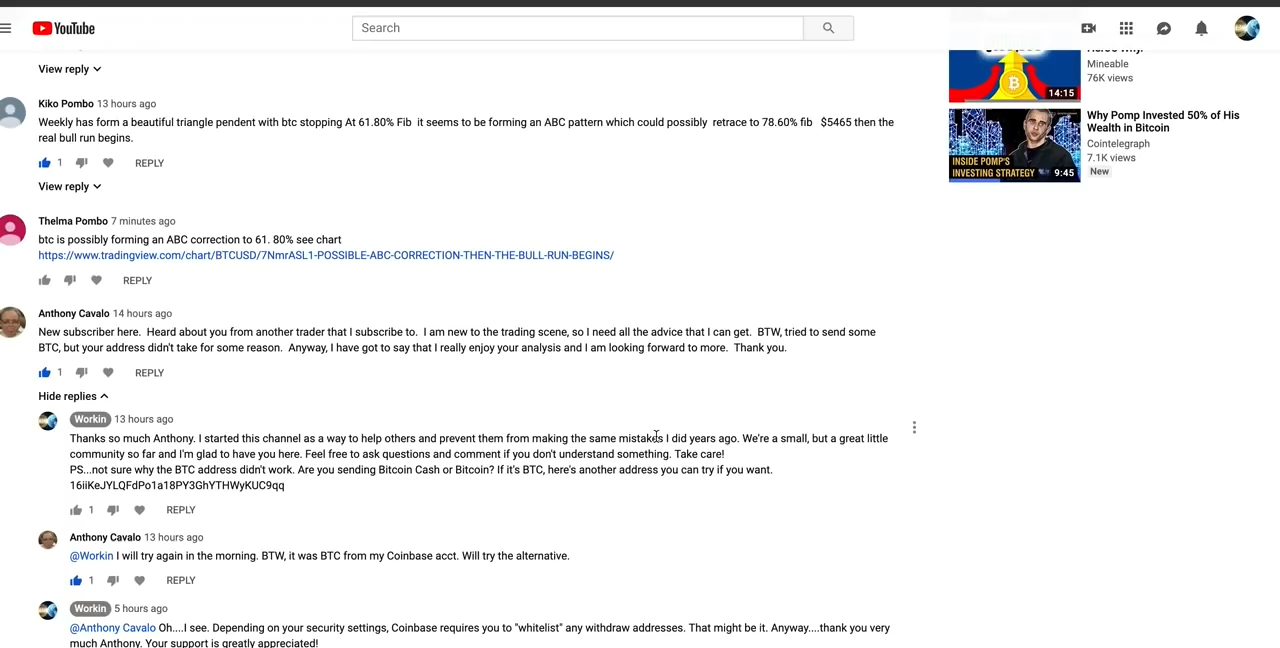 YouTube
Search
View reply
Kiko Pombo 13 hours ago
Weekly has form a beautiful triangle pendent with btc stopping At 61.80% Fib it seems to be forming an ABC pattern which could possibly retrace to 78.60% fib $5465 then the
real bull run begins.
1 REPLY
View reply
Thelma Pombo 7 minutes ago
btc is possibly forming an ABC correction to 61. 80% see chart
https://www.tradingview.com/chart/BTCUSD/7NmrASL1-POSSIBLE-ABC-CORRECTION-THEN-THE-BULL-RUN-BEGINS/
REPLY
Anthony Cavalo 14 hours ago
New subscriber here. Heard about you from another trader that I subscribe to. I am new to the trading scene, so I need all the advice that I can get. BTW, tried to send some
BTC, but your address didn't take for some reason. Anyway, I have got to say that I really enjoy your analysis and I am looking forward to more. Thank you.
1 REPLY
Hide replies
Workin 13 hours ago
Thanks so much Anthony. I started this channel as a way to help others and prevent them from making the same mistakes I did years ago. We're a small, but a great little
community so far and I'm glad to have you here. Feel free to ask questions and comment if you don't understand something. Take care!
PS...not sure why the BTC address didn't work. Are you sending Bitcoin Cash or Bitcoin? If it's BTC, here's another address you can try if you want.
16iiKeJYLQFdPo1a18PY3GhYTHWyKUC9qq
1 REPLY
Anthony Cavalo 13 hours ago
@Workin I will try again in the morning. BTW, it was BTC from my Coinbase acct. Will try the alternative.
1 REPLY
Workin 5 hours ago
@Anthony Cavalo Oh....I see. Depending on your security settings, Coinbase requires you to "whitelist" any withdraw addresses. That might be it. Anyway....thank you very
much Anthony. Your support is greatly appreciated!
Mineable
76K views
14:15
Why Pomp Invested 50% of His
Wealth in Bitcoin
Cointelegraph
7.1K views
New
INSIDE POMP'S
INVESTING STRATEGY
9:45